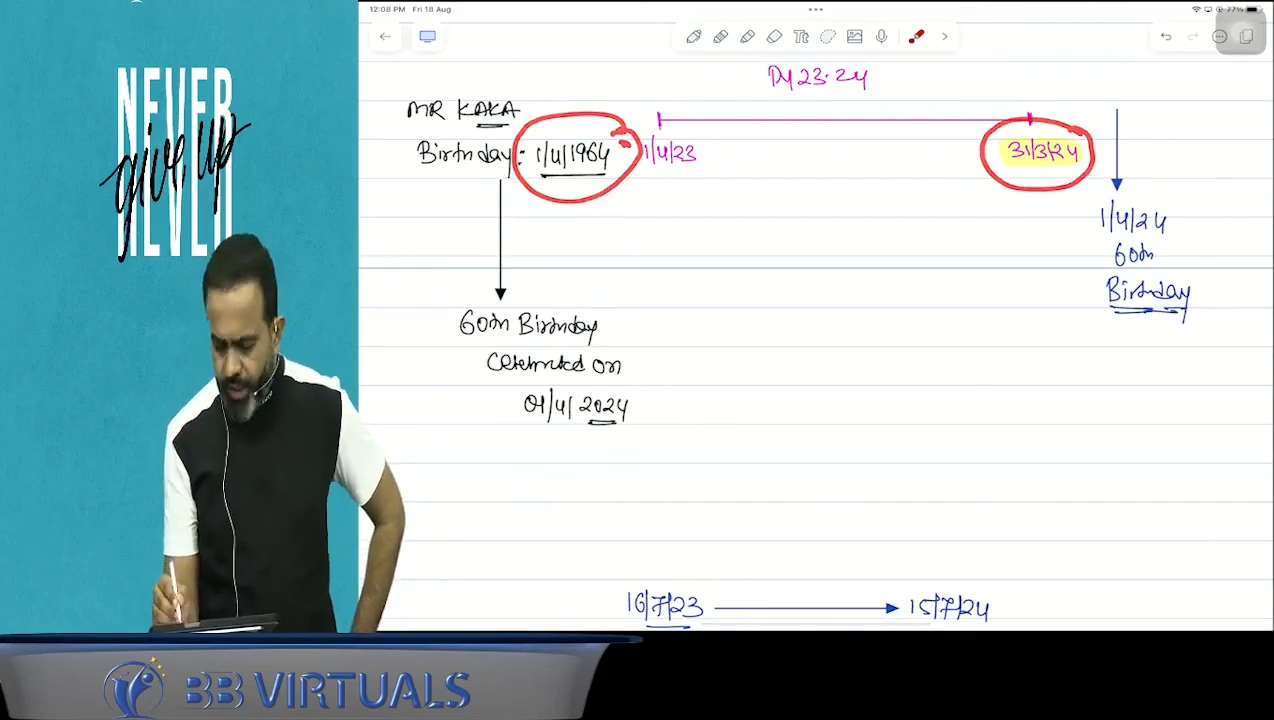 12:08 PM Fri 18 Aug
27%
NEVER
give up
NEVER
PY 23-24
MR KAKA
Birthday: 1/4/1964
1/4/23
31/3/24
1/4/24
60th
Birthday
60th Birthday
Celebrated on
01/4/2024
16/7/23
15/7/24
BB VIRTUALS